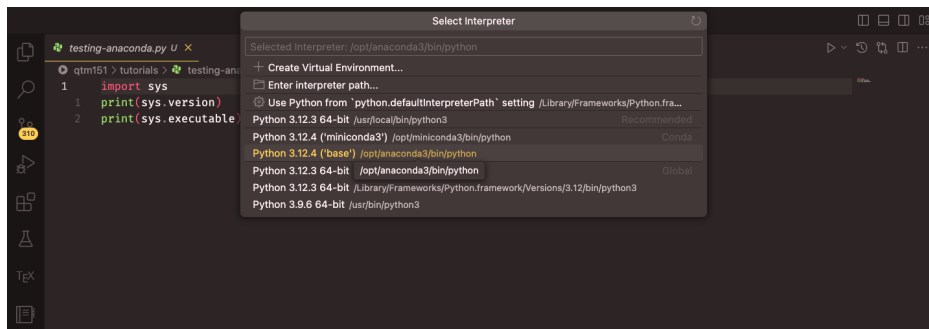 Select Interpreter
testing-anaconda.py U ×
Selected Interpreter: /opt/anaconda3/bin/python
qtm151 > tutorials > testing-ana
+ Create Virtual Environment...
Enter interpreter path...
Use Python from `python.defaultInterpreterPath` setting /Library/Frameworks/Python.fra...
Python 3.12.3 64-bit /usr/local/bin/python3 Recommended
Python 3.12.4 ('miniconda3') /opt/miniconda3/bin/python Conda
Python 3.12.4 ('base') /opt/anaconda3/bin/python
Python 3.12.3 64-bit /opt/anaconda3/bin/python Global
Python 3.12.3 64-bit /Library/Frameworks/Python.framework/Versions/3.12/bin/python3
Python 3.9.6 64-bit /usr/bin/python3
1 import sys
1 print(sys.version)
2 print(sys.executable)
310
TEX